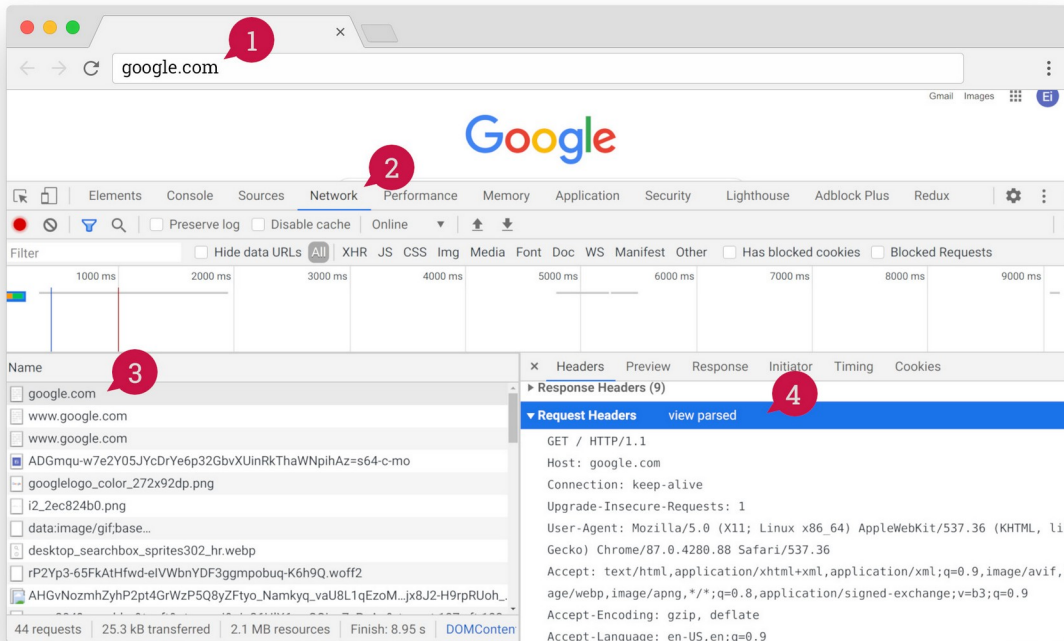 1
google.com
Gmail Images Ei
Google
2
Elements Console Sources Network Performance Memory Application Security Lighthouse Adblock Plus Redux
Preserve log Disable cache Online
Filter Hide data URLs All XHR JS CSS Img Media Font Doc WS Manifest Other Has blocked cookies Blocked Requests
1000 ms 2000 ms 3000 ms 4000 ms 5000 ms 6000 ms 7000 ms 8000 ms 9000 ms
Name
3
google.com
www.google.com
www.google.com
ADGmqu-w7e2Y05JYcDrYe6p32GbvXUinRkThaWNpihAz=s64-c-mo
googlelogo_color_272x92dp.png
i2_2ec824b0.png
data:image/gif;base...
desktop_searchbox_sprites302_hr.webp
rP2Yp3-65FkAtHfwd-eIVWbnYDF3ggmpobuq-K6h9Q.woff2
AHGvNozmhZyhP2pt4GrWzP5Q8yZFtyo_Namkyq_vaU8L1qEzoM...jx8J2-H9rpRUoh_...
44 requests 25.3 kB transferred 2.1 MB resources Finish: 8.95 s DOMConten
× Headers Preview Response Initiator Timing Cookies
Response Headers (9)
4
Request Headers view parsed
GET / HTTP/1.1
Host: google.com
Connection: keep-alive
Upgrade-Insecure-Requests: 1
User-Agent: Mozilla/5.0 (X11; Linux x86_64) AppleWebKit/537.36 (KHTML, li
Gecko) Chrome/87.0.4280.88 Safari/537.36
Accept: text/html,application/xhtml+xml,application/xml;q=0.9,image/avif,
age/webp,image/apng,*/*;q=0.8,application/signed-exchange;v=b3;q=0.9
Accept-Encoding: gzip, deflate
Accept-Language: en-US,en;q=0.9